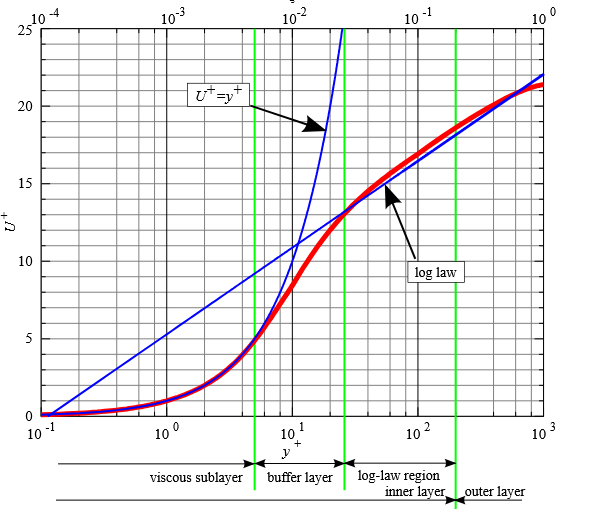 10 -4 10 -3 10 -2 10 -1 10 0
25
20
15
10
5
0
U+
U+=y+
log law
10 -1 10 0 10 1 10 2 10 3
y+
viscous sublayer buffer layer log-law region
inner layer outer layer